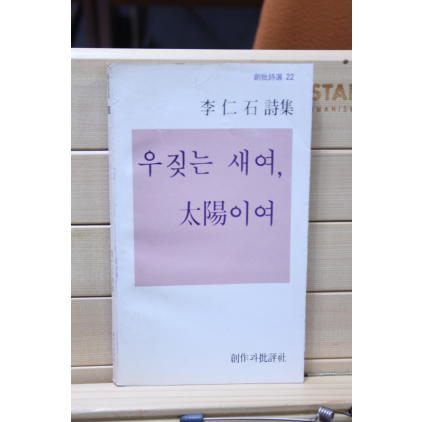 創批詩選 22
李仁石 詩集
우짖는 새여,
太陽이여
創作과批評社
STAN